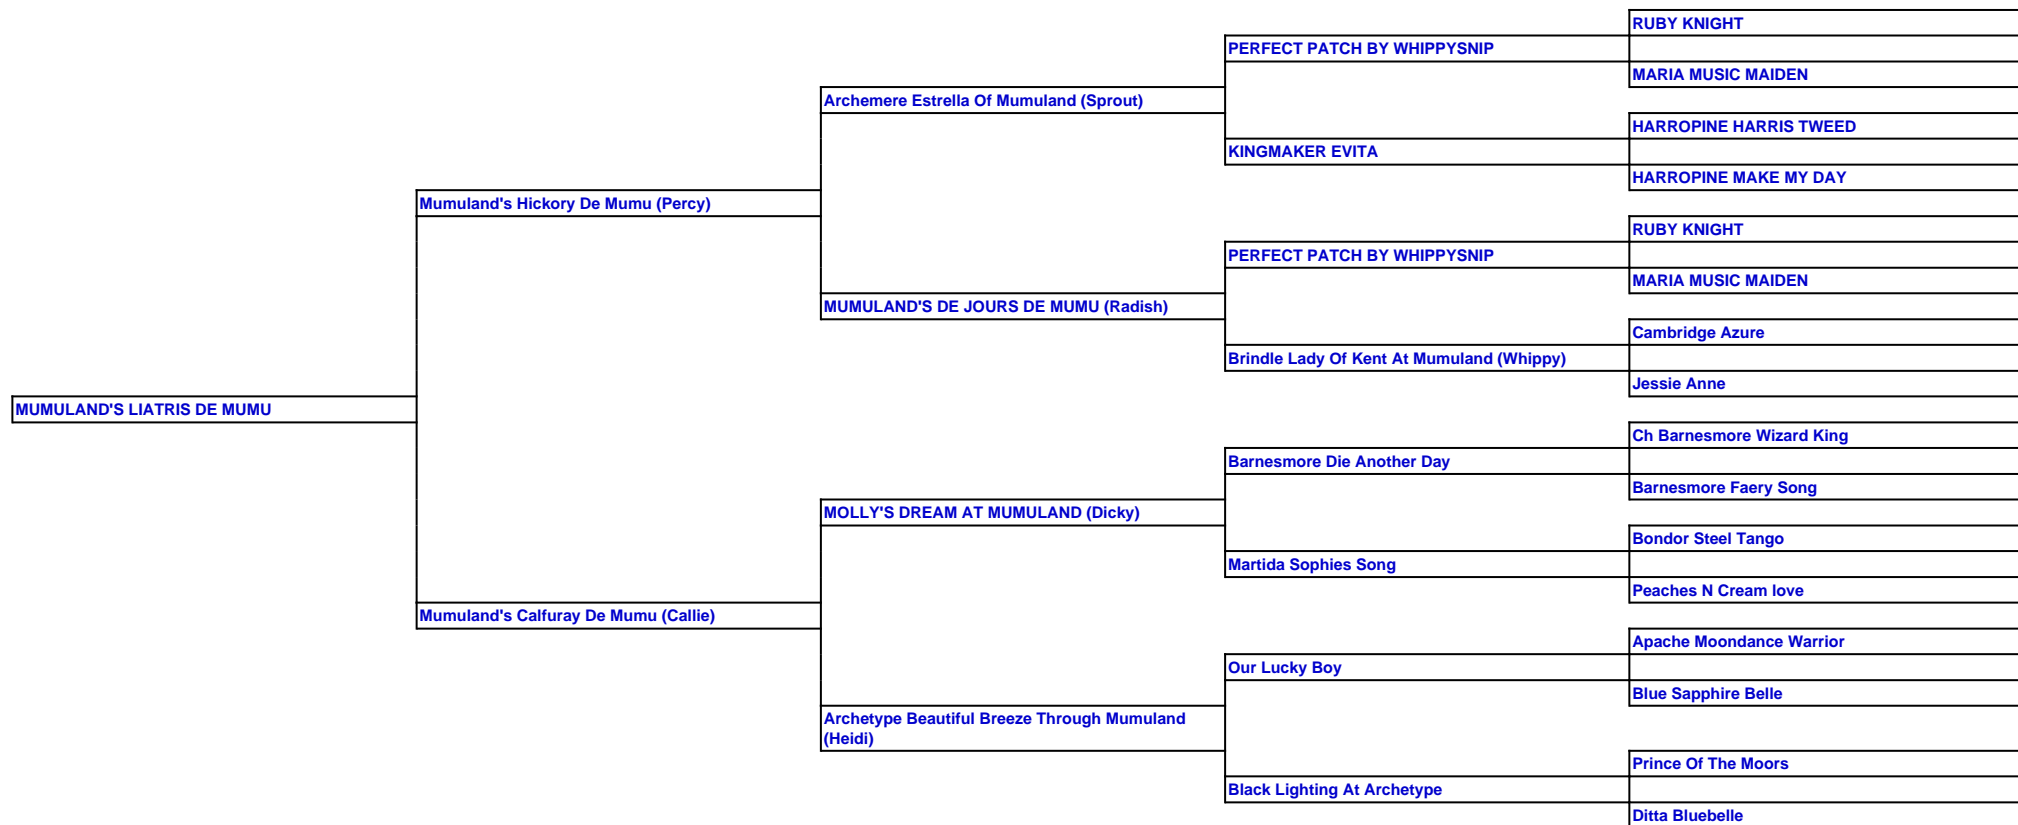 RUBY KNIGHT
PERFECT PATCH BY WHIPPYSNIP
MARIA MUSIC MAIDEN
Archemere Estrella Of Mumuland (Sprout)
HARROPINE HARRIS TWEED
KINGMAKER EVITA
HARROPINE MAKE MY DAY
Mumuland's Hickory De Mumu (Percy)
RUBY KNIGHT
PERFECT PATCH BY WHIPPYSNIP
MARIA MUSIC MAIDEN
MUMULAND'S DE JOURS DE MUMU (Radish)
Cambridge Azure
Brindle Lady Of Kent At Mumuland (Whippy)
Jessie Anne
MUMULAND'S LIATRIS DE MUMU
Ch Barnesmore Wizard King
Barnesmore Die Another Day
Barnesmore Faery Song
MOLLY'S DREAM AT MUMULAND (Dicky)
Bondor Steel Tango
Martida Sophies Song
Peaches N Cream love
Mumuland's Calfuray De Mumu (Callie)
Apache Moondance Warrior
Our Lucky Boy
Blue Sapphire Belle
Archetype Beautiful Breeze Through Mumuland
(Heidi)
Prince Of The Moors
Black Lighting At Archetype
Ditta Bluebelle